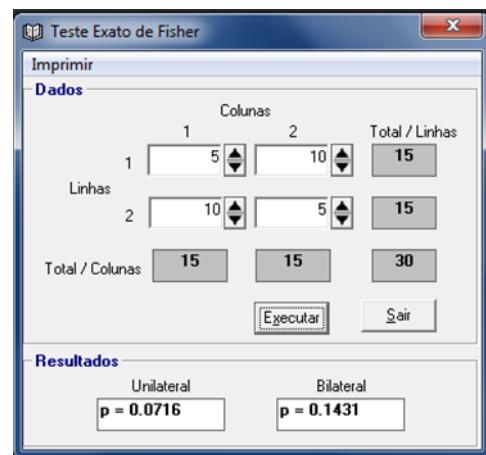 Teste Exato de Fisher
Imprimir
Dados
Colunas
1 2 Total / Linhas
1 5 10 15
Linhas
2 10 5 15
Total / Colunas 15 15 30
Executar Sair
Resultados
Unilateral Bilateral
p = 0.0716 p = 0.1431